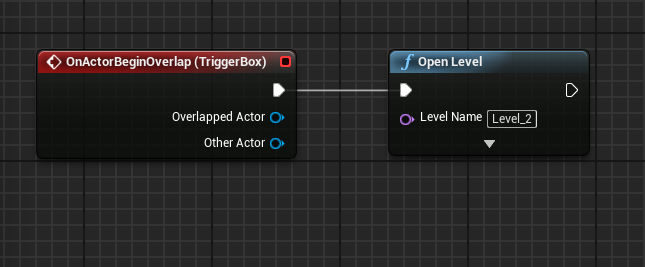 OnActorBeginOverlap (TriggerBox)
Overlapped Actor
Other Actor
f Open Level
Level Name Level_2